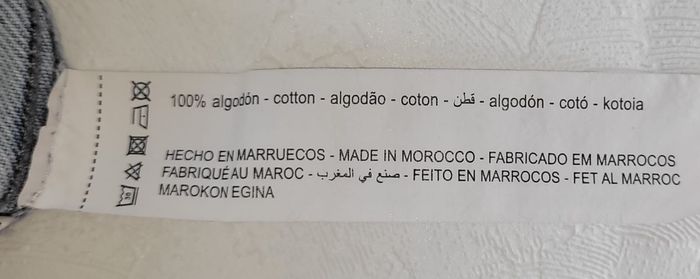 100% algodón - cotton - algodão - coton - قطن - algodón - cotó - kotoia
HECHO EN MARRUECOS - MADE IN MOROCCO - FABRICADO EM MARROCOS
FABRIQUÉ AU MAROC - صنع في المغرب - FEITO EN MARROCOS - FET AL MARROC
MAROKON EGINA